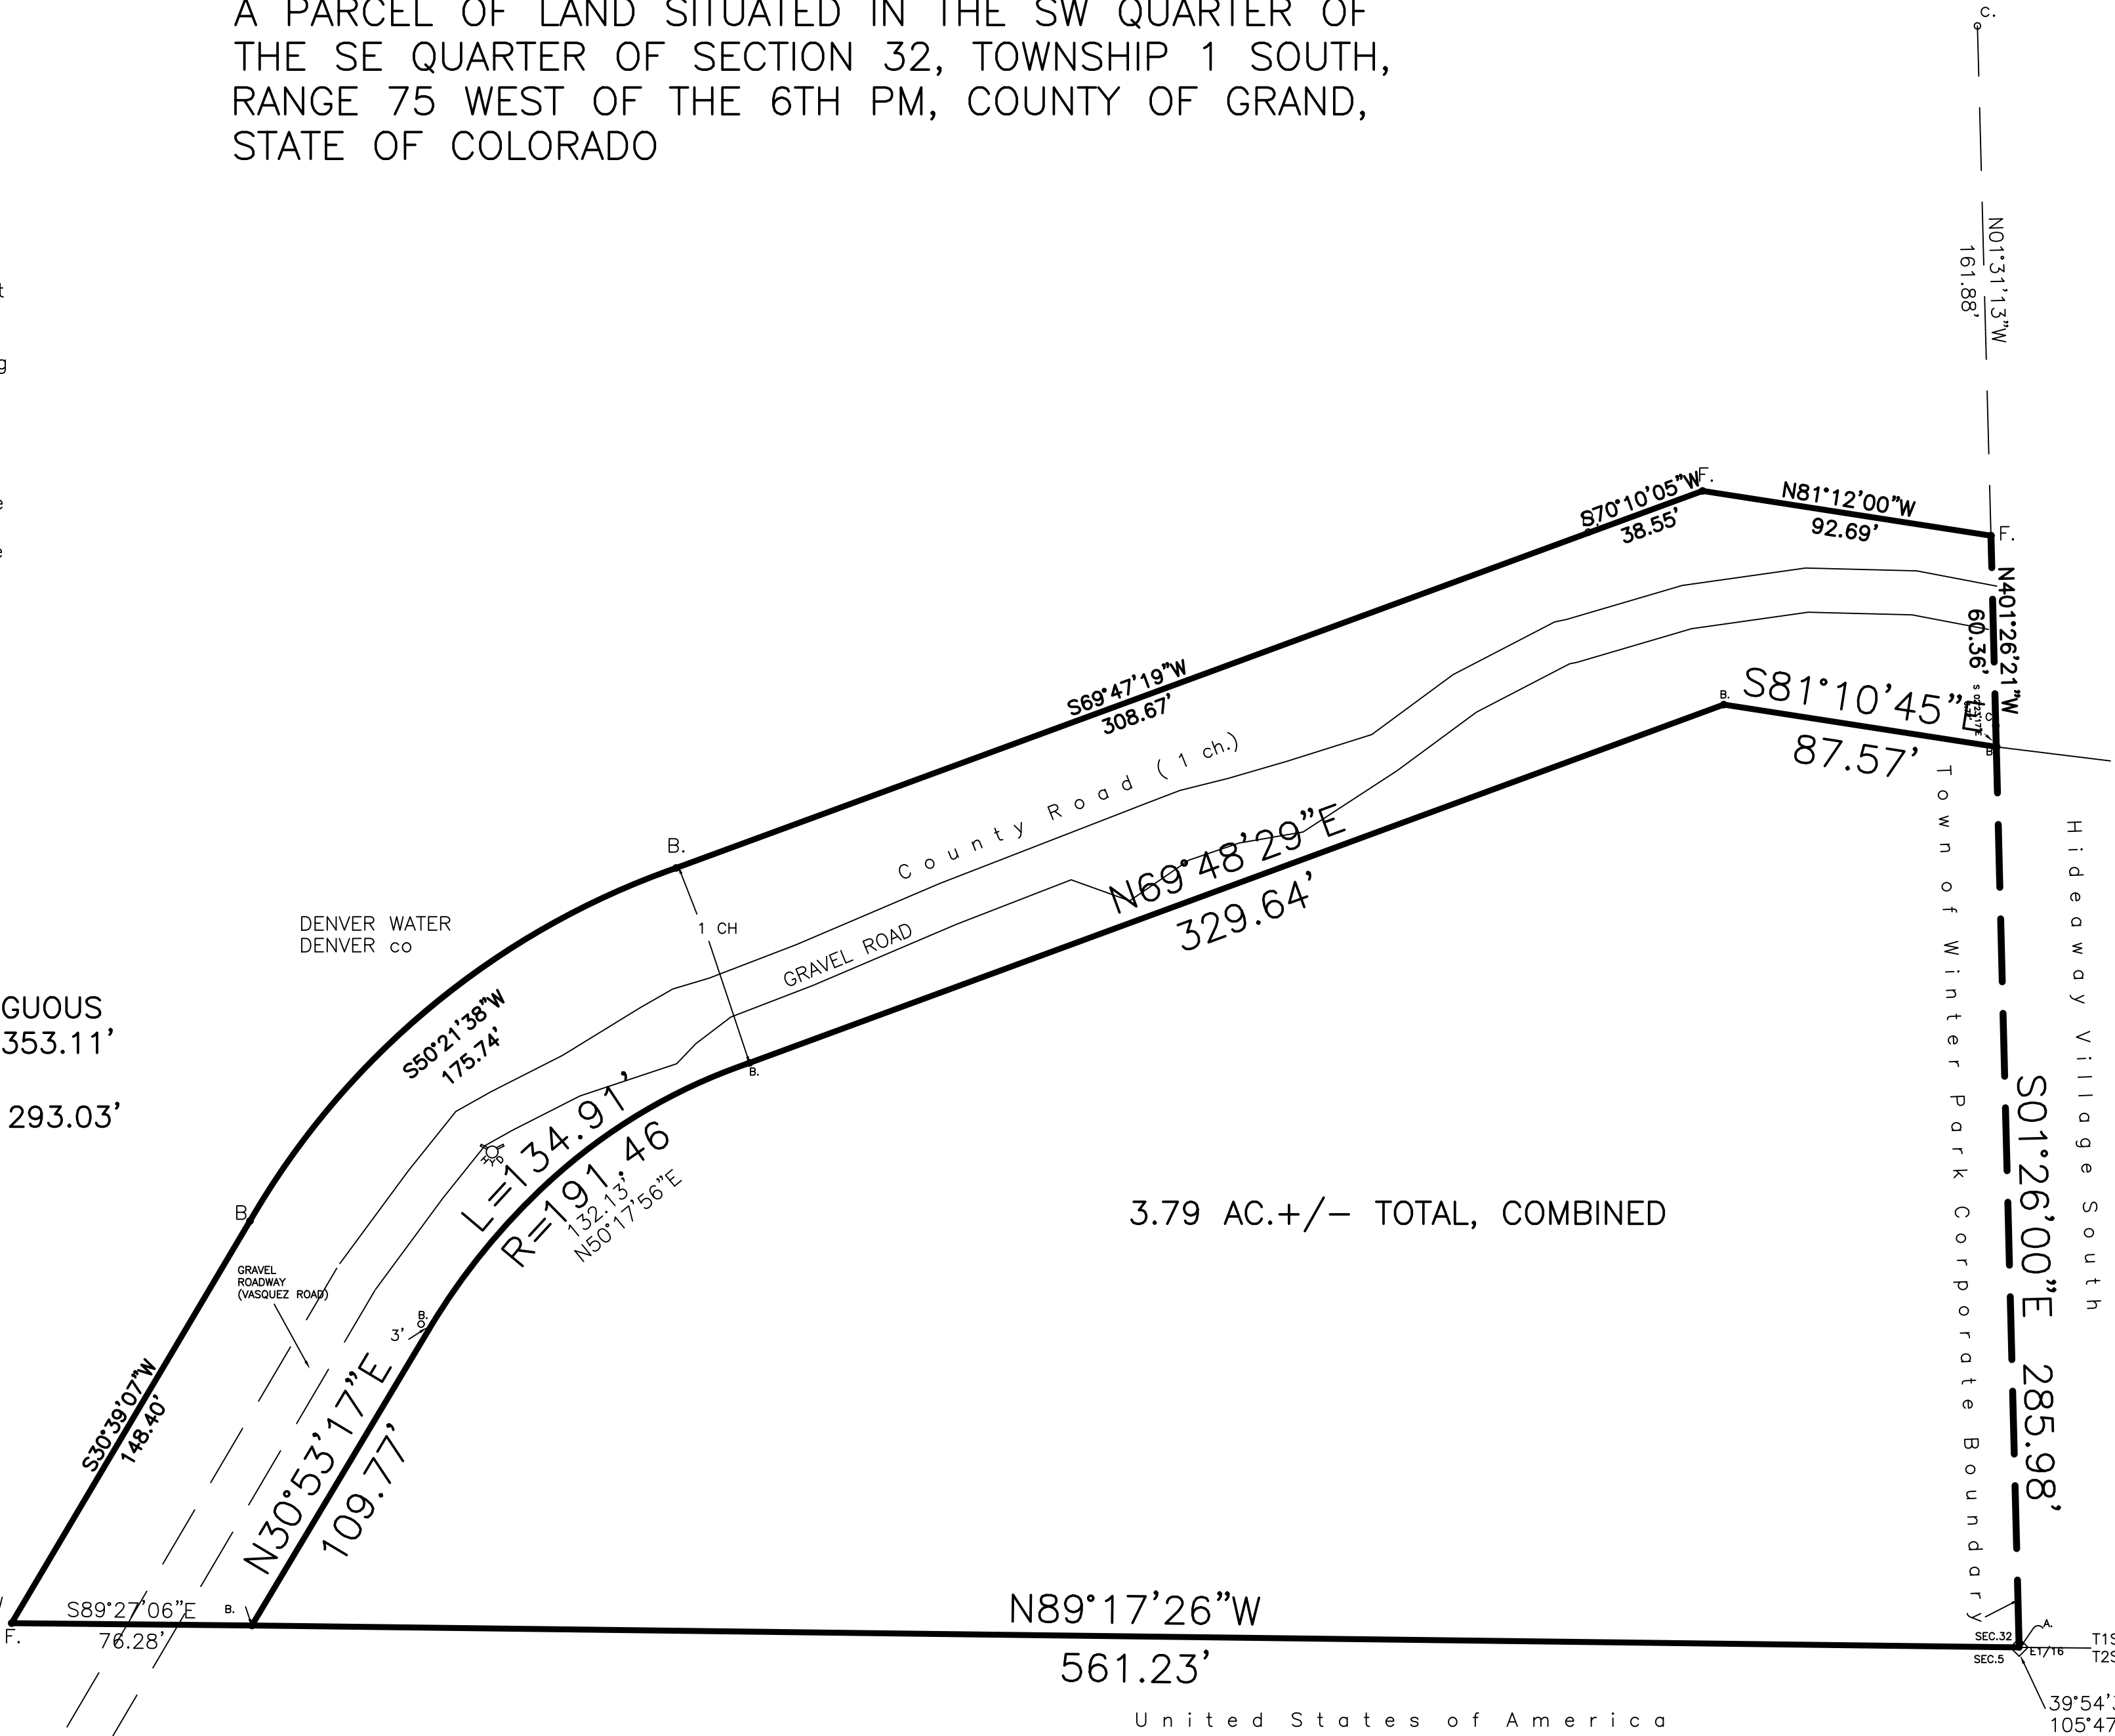 A PARCEL OF LAND SITUATED IN THE SW QUARTER OF
THE SE QUARTER OF SECTION 32, TOWNSHIP 1 SOUTH,
RANGE 75 WEST OF THE 6TH PM, COUNTY OF GRAND,
STATE OF COLORADO
C.
N01°31'13"W
161.88'
t
g
e
e
F.
S70°10'05"W
38.55'
N81°12'00"W
92.69'
F.
N401°26'21"W
60.36'
S69°47'19"W
308.67'
B.
S81°10'45"E
87.57'
B
County Road (1 ch.)
N69°48'29"E
329.64'
B.
1 CH
GRAVEL ROAD
DENVER WATER
DENVER co
GUOUS
353.11'
293.03'
S50°21'38"W
175.74'
B.
L=134.91'
R=191.46
132.13'
N50°17'56"E
3.79 AC.+/- TOTAL, COMBINED
Town of Winter Park Corporate Boundary
Hideaway Village South
S01°26'00"E 285.98'
B.
GRAVEL
ROADWAY
(VASQUEZ ROAD)
B.
3'
S30°39'07"W
148.40'
N30°53'17"E
109.77'
S89°27'06"E
76.28'
B.
F.
N89°17'26"W
561.23'
A.
SEC.32
SEC.5
E1/16
T1S
T2S
39°54'
105°47
United States of America